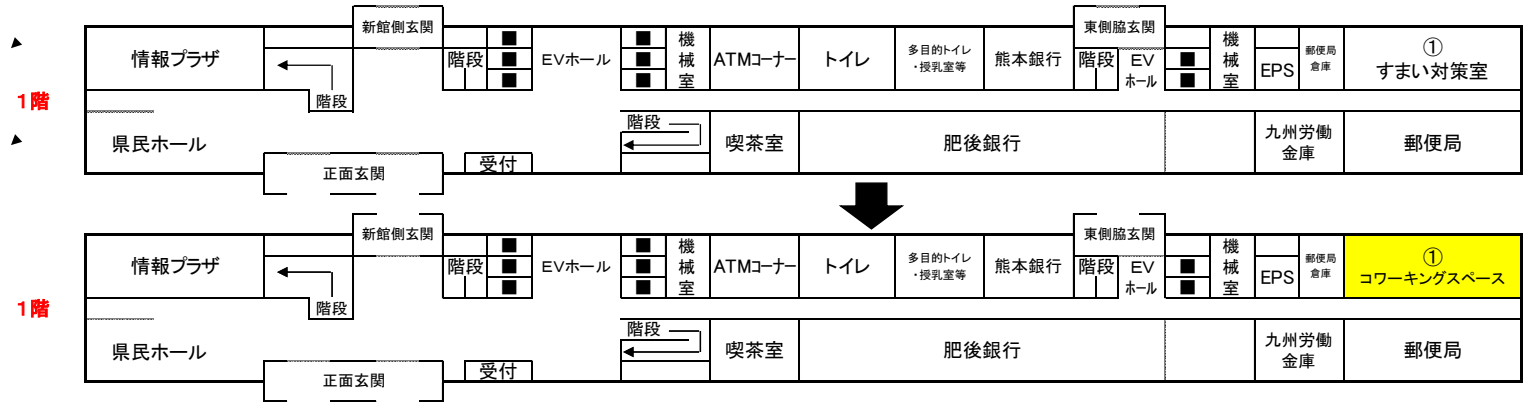 新館側玄関
東側脇玄関
情報プラザ
階段
階段
EVホール
機械室
ATMコーナー
トイレ
多目的トイレ
・授乳室等
熊本銀行
階段
EV
ホール
機械室
EPS
郵便局
倉庫
①
すまい対策室
1階
県民ホール
正面玄関
受付
階段
喫茶室
肥後銀行
九州労働
金庫
郵便局
新館側玄関
東側脇玄関
情報プラザ
階段
階段
EVホール
機械室
ATMコーナー
トイレ
多目的トイレ
・授乳室等
熊本銀行
階段
EV
ホール
機械室
EPS
郵便局
倉庫
①
コワーキングスペース
1階
県民ホール
正面玄関
受付
階段
喫茶室
肥後銀行
九州労働
金庫
郵便局